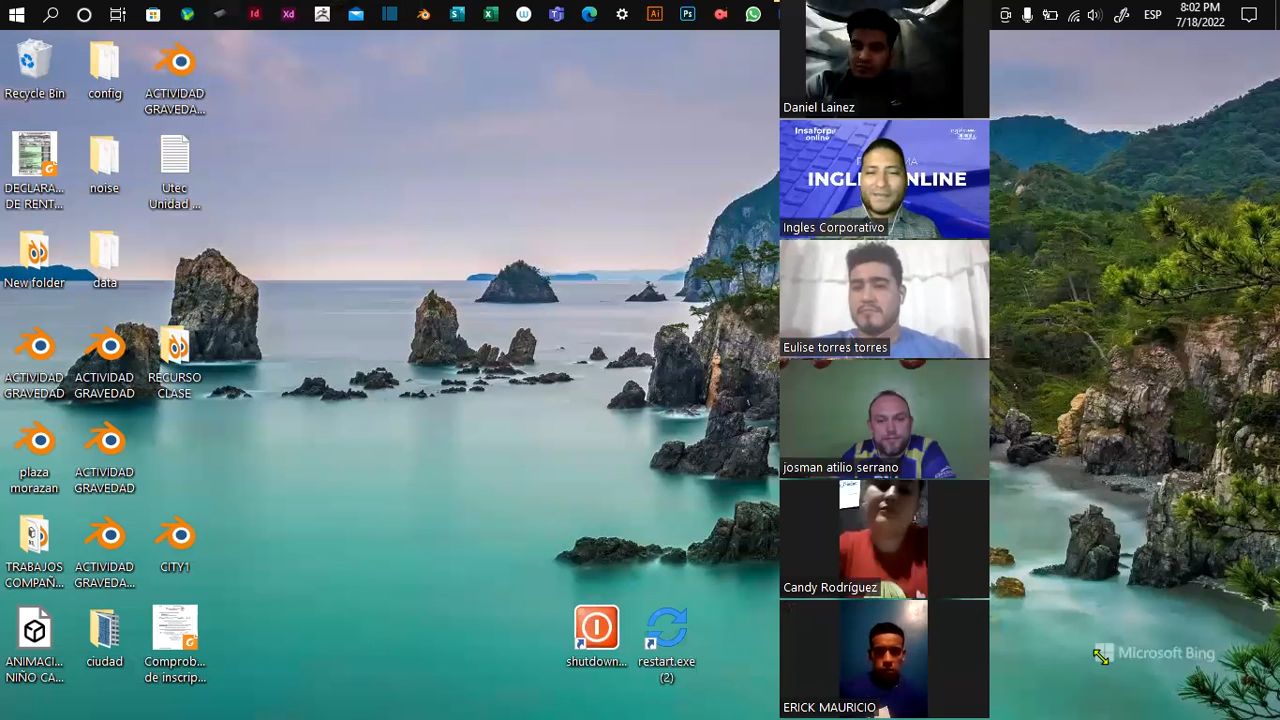 ESP
8:02 PM
7/18/2022
Recycle Bin
config
ACTIVIDAD
GRAVEDA...
DECLARA...
DE RENT...
noise
Utec
Unidad ...
New folder
data
ACTIVIDAD
GRAVEDAD
ACTIVIDAD
GRAVEDAD
RECURSO
CLASE
plaza
morazan
ACTIVIDAD
GRAVEDAD
TRABAJOS
COMPAÑ...
ACTIVIDAD
GRAVEDA...
CITY1
ANIMACI...
NIÑO CA...
ciudad
Comprob...
de inscrip...
shutdown...
restart.exe
(2)
Daniel Lainez
Insaforp
online
Ingles Corporativo
Eulise torres torres
josman atilio serrano
Candy Rodríguez
ERICK MAURICIO
Microsoft Bing